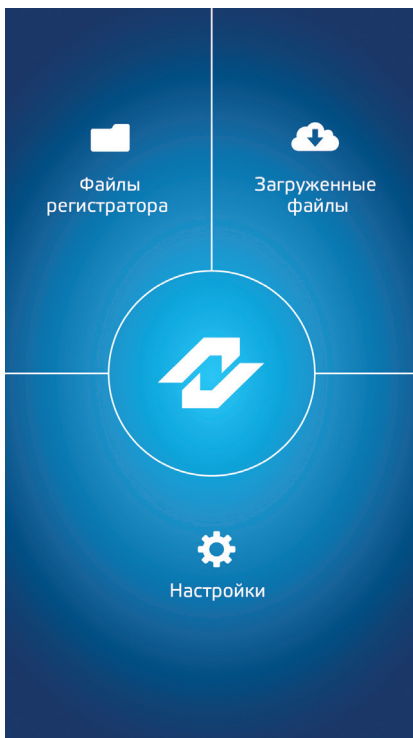 Файлы
регистратора
Загруженные
файлы
Настройки